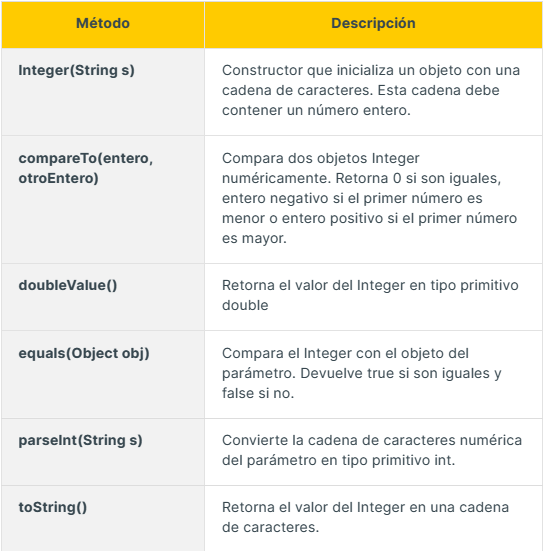 Método
Descripción
Integer(String s)
Constructor que inicializa un objeto con una
cadena de caracteres. Esta cadena debe
contener un número entero.
compareTo(entero,
otroEntero)
Compara dos objetos Integer
numéricamente. Retorna 0 si son iguales,
entero negativo si el primer número es
menor o entero positivo si el primer número
es mayor.
doubleValue()
Retorna el valor del Integer en tipo primitivo
double
equals(Object obj)
Compara el Integer con el objeto del
parámetro. Devuelve true si son iguales y
false si no.
parseInt(String s)
Convierte la cadena de caracteres numérica
del parámetro en tipo primitivo int.
toString()
Retorna el valor del Integer en una cadena
de caracteres.